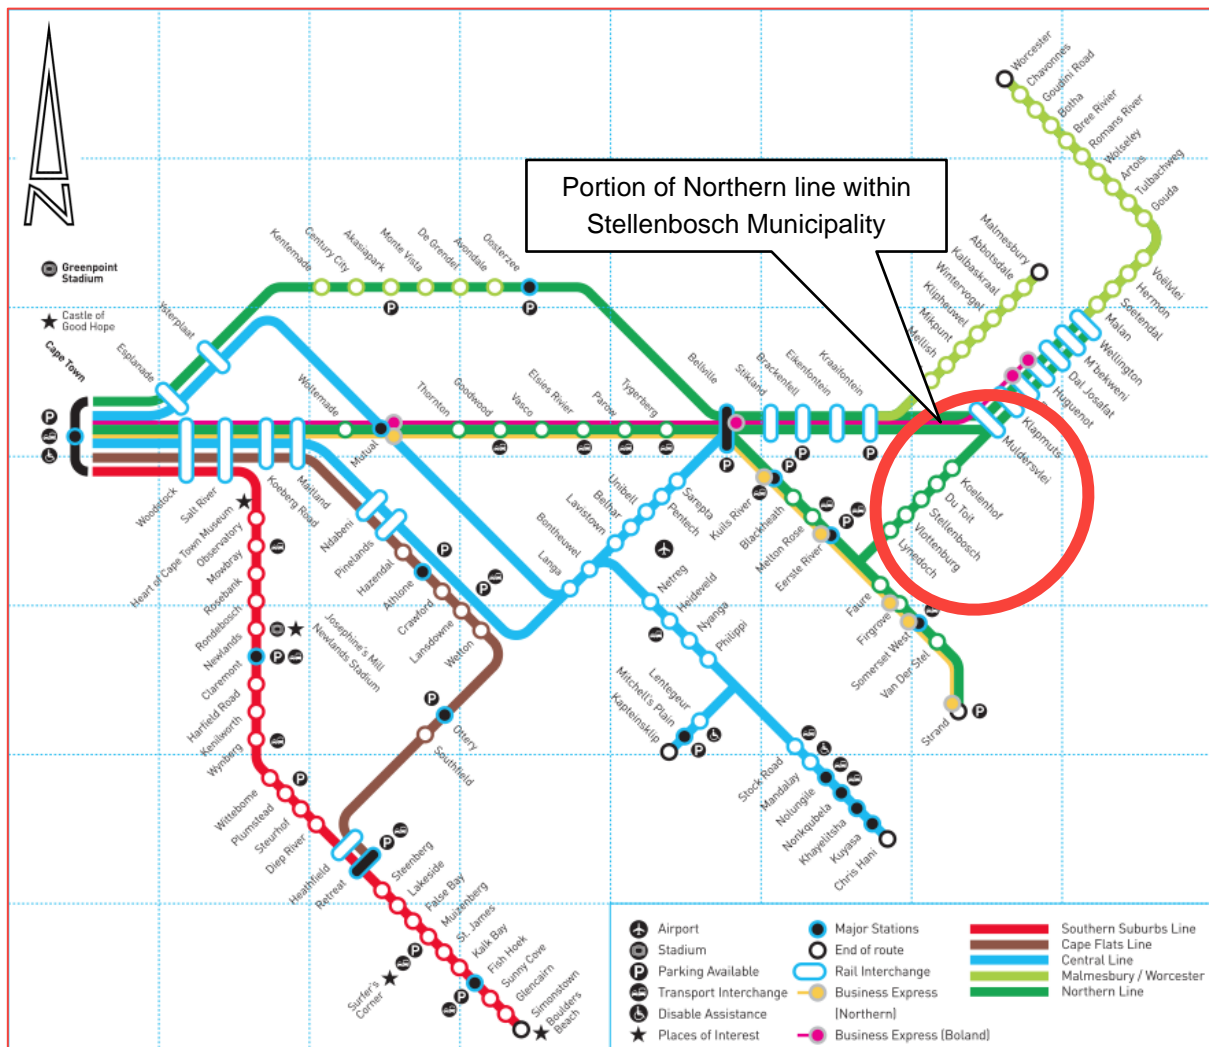 Portion of Northern line within
Stellenbosch Municipality
N
Greenpoint
Stadium
Castle of
Good Hope
Cape Town
Esplanade
Ysterplaat
Kentemade
Century City
Akasiapark
Monte Vista
De Grendel
Avondale
Oosterzee
Woltemade
Mutual
Thornton
Goodwood
Vasco
Elsies Rivier
Parow
Tygerberg
Bellville
Stikland
Brackenfell
Eikenfontein
Kraaifontein
Mellish
Mikpunt
Klipheuwel
Wintervogel
Kalbaskraal
Abbotsdale
Malmesbury
Worcester
Chavonnes
Goudini Road
Botha
Bree Rivier
Romans River
Wolseley
Artois
Tulbachweg
Gouda
Voëlvlei
Hermon
Soetendal
Malan
Wellington
M'bekweni
Dal Josafat
Huguenot
Klapmuts
Muldersvlei
Koelenhof
Du Toit
Stellenbosch
Vlottenburg
Lynedoch
Woodstock
Salt River
Koeberg Road
Maitland
Ndabeni
Pinelands
Hazendal
Athlone
Crawford
Lansdowne
Wetton
Ottery
Southfield
Heart of Cape Town Museum
Observatory
Mowbray
Rosebank
Rondebosch
Newlands
Claremont
Harfield Road
Kenilworth
Wynberg
Josephine's Mill
Newlands Stadium
Wittebome
Plumstead
Steurhof
Diep River
Heathfield
Retreat
Steenberg
Lakeside
False Bay
Muizenberg
St. James
Kalk Bay
Fish Hoek
Sunny Cove
Glencairn
Simonstown
Boulders
Beach
Surfer's
Corner
Langa
Bontheuwel
Lavistown
Belhar
Unibell
Pentech
Sarepta
Netreg
Heideveld
Nyanga
Philippi
Lentegeur
Mitchell's Plain
Kapteinsklip
Stock Road
Mandalay
Nolungile
Nonkqubela
Khayelitsha
Kuyasa
Chris Hani
Kuils River
Blackheath
Melton Rose
Eerste River
Faure
Firgrove
Somerset West
Van Der Stel
Strand
Airport
Stadium
P Parking Available
Transport Interchange
Disable Assistance
Places of Interest
Major Stations
End of route
Rail Interchange
Business Express
(Northern)
Business Express (Boland)
Southern Suburbs Line
Cape Flats Line
Central Line
Malmesbury / Worcester
Northern Line